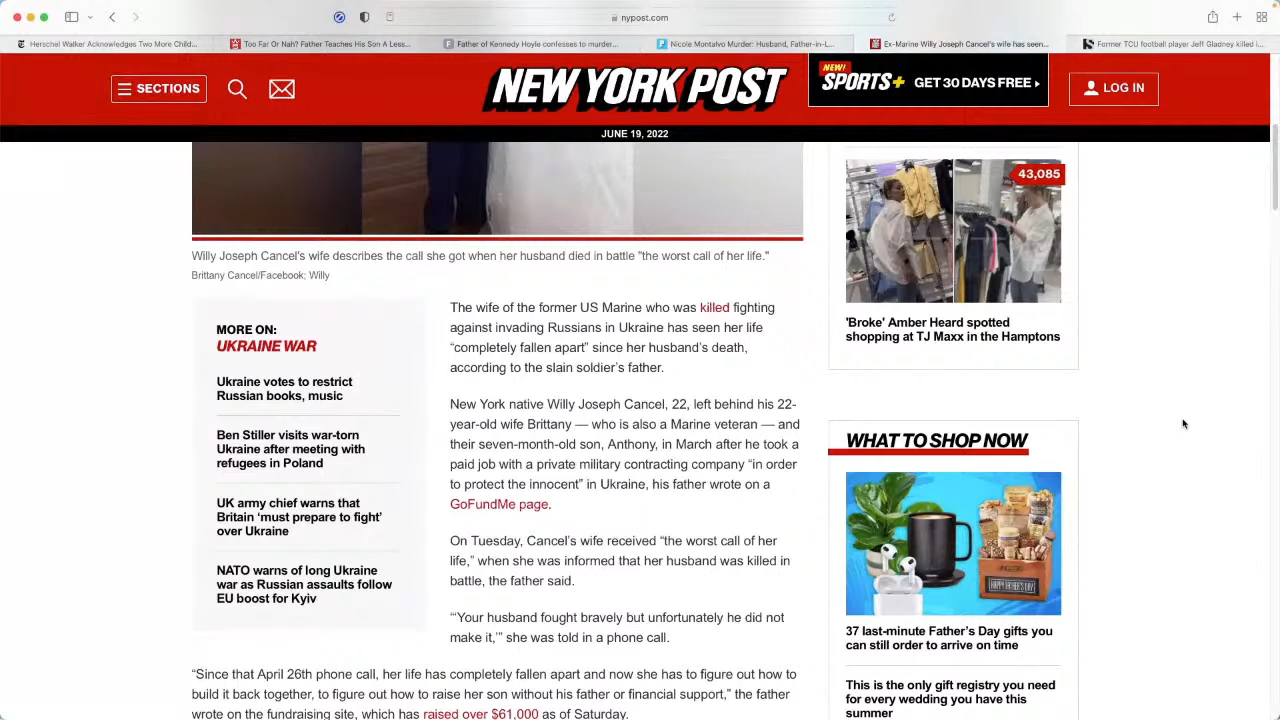 nypost.com
Herschel Walker Acknowledges Two More Child...
Too Far Or Nah? Father Teaches His Son A Less...
Father of Kennedy Hoyle confesses to murder...
Nicole Montalvo Murder: Husband, Father-in-L...
Ex-Marine Willy Joseph Cancel's wife has seen...
Former TCU football player Jeff Gladney killed i...
SECTIONS
NEW YORK POST
NEW!
SPORTS+ GET 30 DAYS FREE
LOG IN
JUNE 19, 2022
43,085
Willy Joseph Cancel's wife describes the call she got when her husband died in battle "the worst call of her life."
Brittany Cancel/Facebook; Willy
'Broke' Amber Heard spotted
shopping at TJ Maxx in the Hamptons
MORE ON:
UKRAINE WAR
Ukraine votes to restrict
Russian books, music
Ben Stiller visits war-torn
Ukraine after meeting with
refugees in Poland
UK army chief warns that
Britain ‘must prepare to fight’
over Ukraine
NATO warns of long Ukraine
war as Russian assaults follow
EU boost for Kyiv
The wife of the former US Marine who was killed fighting
against invading Russians in Ukraine has seen her life
“completely fallen apart” since her husband’s death,
according to the slain soldier’s father.
New York native Willy Joseph Cancel, 22, left behind his 22-
year-old wife Brittany — who is also a Marine veteran — and
their seven-month-old son, Anthony, in March after he took a
paid job with a private military contracting company “in order
to protect the innocent” in Ukraine, his father wrote on a
GoFundMe page.
On Tuesday, Cancel’s wife received “the worst call of her
life,” when she was informed that her husband was killed in
battle, the father said.
“‘Your husband fought bravely but unfortunately he did not
make it,’” she was told in a phone call.
“Since that April 26th phone call, her life has completely fallen apart and now she has to figure out how to
build it back together, to figure out how to raise her son without his father or financial support,” the father
wrote on the fundraising site, which has raised over $61,000 as of Saturday.
WHAT TO SHOP NOW
HAPPY FATHER'S DAY
37 last-minute Father’s Day gifts you
can still order to arrive on time
This is the only gift registry you need
for every wedding you have this
summer